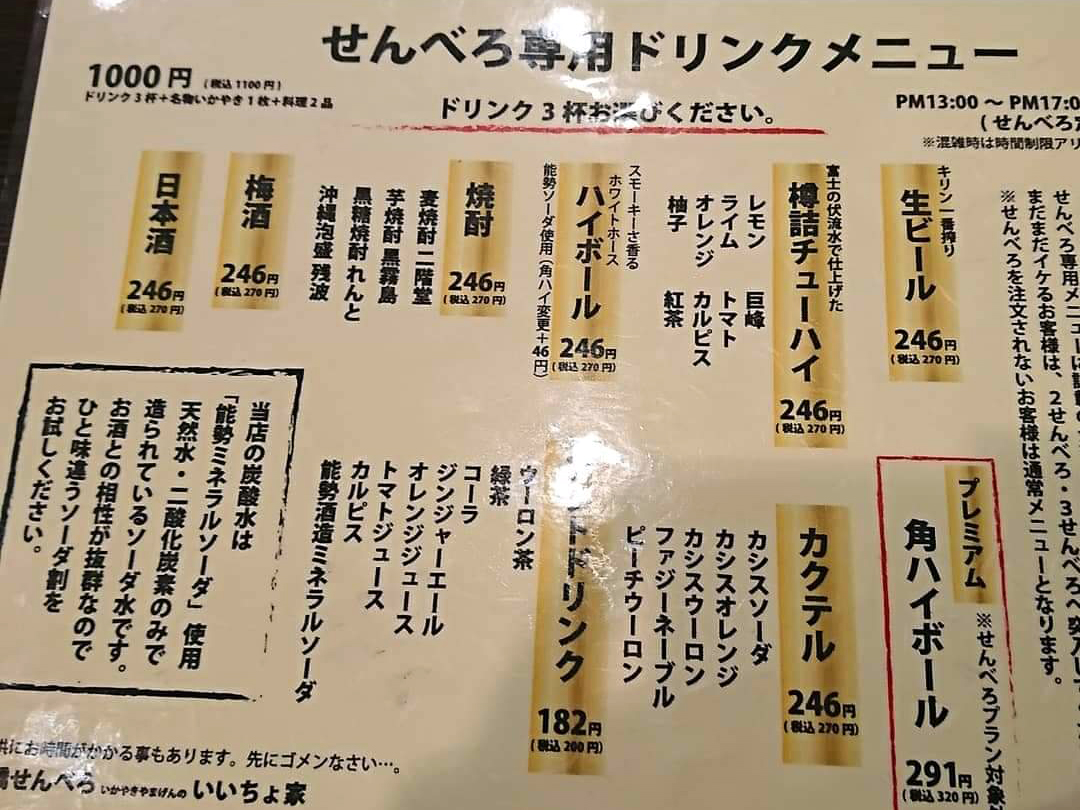 せんべろ専用ドリンクメニュー
1000円(税込1100円)
ドリンク3杯+名物いかやき1枚+料理2品
ドリンク3杯お選びください。
PM13:00 ~ PM17:0
(せんべろ
※混雑時は時間制限アリ
せんべろ専用メニュー
まだまだイケるお客様は、2せんべろ・3せんべろへ突入
※せんべろを注文されないお客様は通常メニューとなります。
キリン一番搾り
生ビール
246円
(税込270円)
富士の伏流水で仕上げた
樽詰チューハイ
246円
(税込270円)
レモン 巨峰
ライム トマト
オレンジ カルピス
柚子 紅茶
スモーキーさ香る
ホワイトホース
ハイボール
能勢ソーダ使用(角ハイ変更+46円)
246円
(税込270円)
焼酎
246円
(税込270円)
麦焼酎 二階堂
芋焼酎 黒霧島
黒糖焼酎 れんと
沖縄泡盛 残波
梅酒
246円
(税込270円)
日本酒
246円
(税込270円)
プレミアム
角ハイボール
※せんべろプラン対象
291円
(税込320円)
カクテル
246円
(税込270円)
カシスソーダ
カシスオレンジ
カシスウーロン
ファジーネーブル
ピーチウーロン
トドリンク
182円
(税込200円)
ウーロン茶
緑茶
コーラ
ジンジャーエール
オレンジジュース
トマトジュース
カルピス
能勢酒造ミネラルソーダ
当店の炭酸水は
「能勢ミネラルソーダ」使用
天然水・二酸化炭素のみで
造られているソーダ水です。
お酒との相性が抜群なので
ひと味違うソーダ割を
お試しください。
供にお時間がかかる事もあります。先にゴメンなさい…。
せんべろ いかやきやまげんの いいちょ家